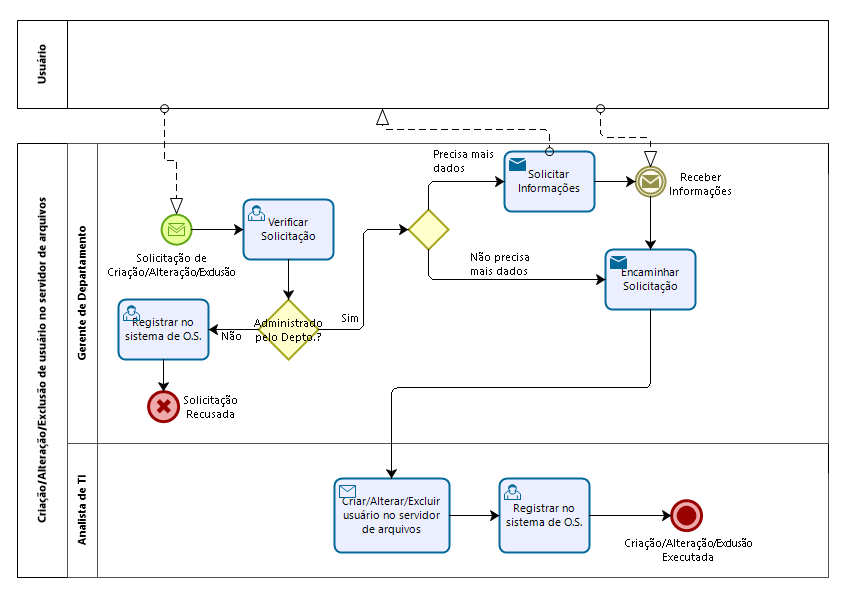 Usuário
Criação/Alteração/Exclusão de usuário no servidor de arquivos
Gerente de Departamento
Solicitação de
Criação/Alteração/Exclusão
Verificar
Solicitação
Administrado
pelo Depto.?
Não
Sim
Registrar no
sistema de O.S.
Solicitação
Recusada
Precisa mais
dados
Não precisa
mais dados
Solicitar
Informações
Receber
Informações
Encaminhar
Solicitação
Analista de TI
Criar/Alterar/Excluir
usuário no servidor
de arquivos
Registrar no
sistema de O.S.
Criação/Alteração/Exclusão
Executada